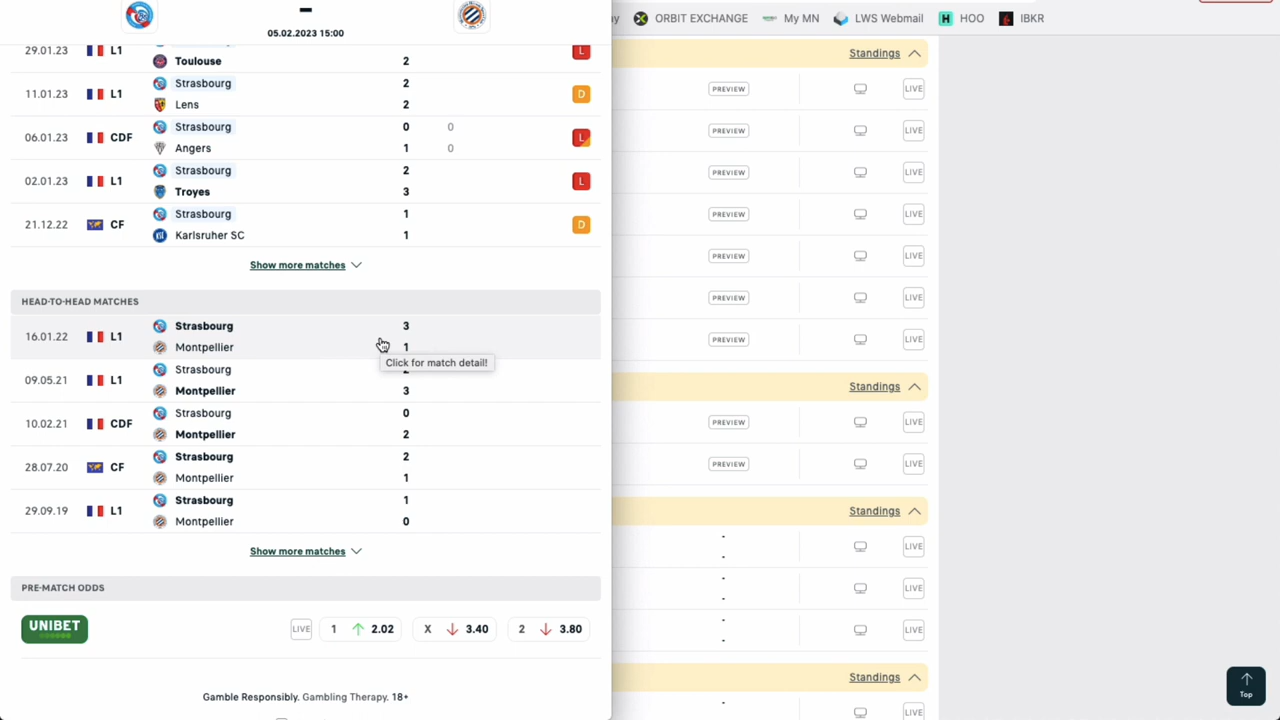 05.02.2023 15:00
y ORBIT EXCHANGE My MN LWS Webmail H HOO IBKR
29.01.23 L1 L
Toulouse 2
11.01.23 L1 Strasbourg 2 D
Lens 2
06.01.23 CDF Strasbourg 0 0 L
Angers 1 0
02.01.23 L1 Strasbourg 2 L
Troyes 3
21.12.22 CF Strasbourg 1 D
Karlsruher SC 1
Show more matches
HEAD-TO-HEAD MATCHES
16.01.22 L1 Strasbourg 3
Montpellier 1
Click for match detail!
09.05.21 L1 Strasbourg
Montpellier 3
10.02.21 CDF Strasbourg 0
Montpellier 2
28.07.20 CF Strasbourg 2
Montpellier 1
29.09.19 L1 Strasbourg 1
Montpellier 0
Show more matches
PRE-MATCH ODDS
UNIBET LIVE 1 2.02 X 3.40 2 3.80
Gamble Responsibly. Gambling Therapy. 18+
Standings
PREVIEW LIVE
PREVIEW LIVE
PREVIEW LIVE
PREVIEW LIVE
PREVIEW LIVE
PREVIEW LIVE
PREVIEW LIVE
Standings
PREVIEW LIVE
PREVIEW LIVE
Standings
- LIVE
-
- LIVE
-
- LIVE
-
Standings
- LIVE
Top